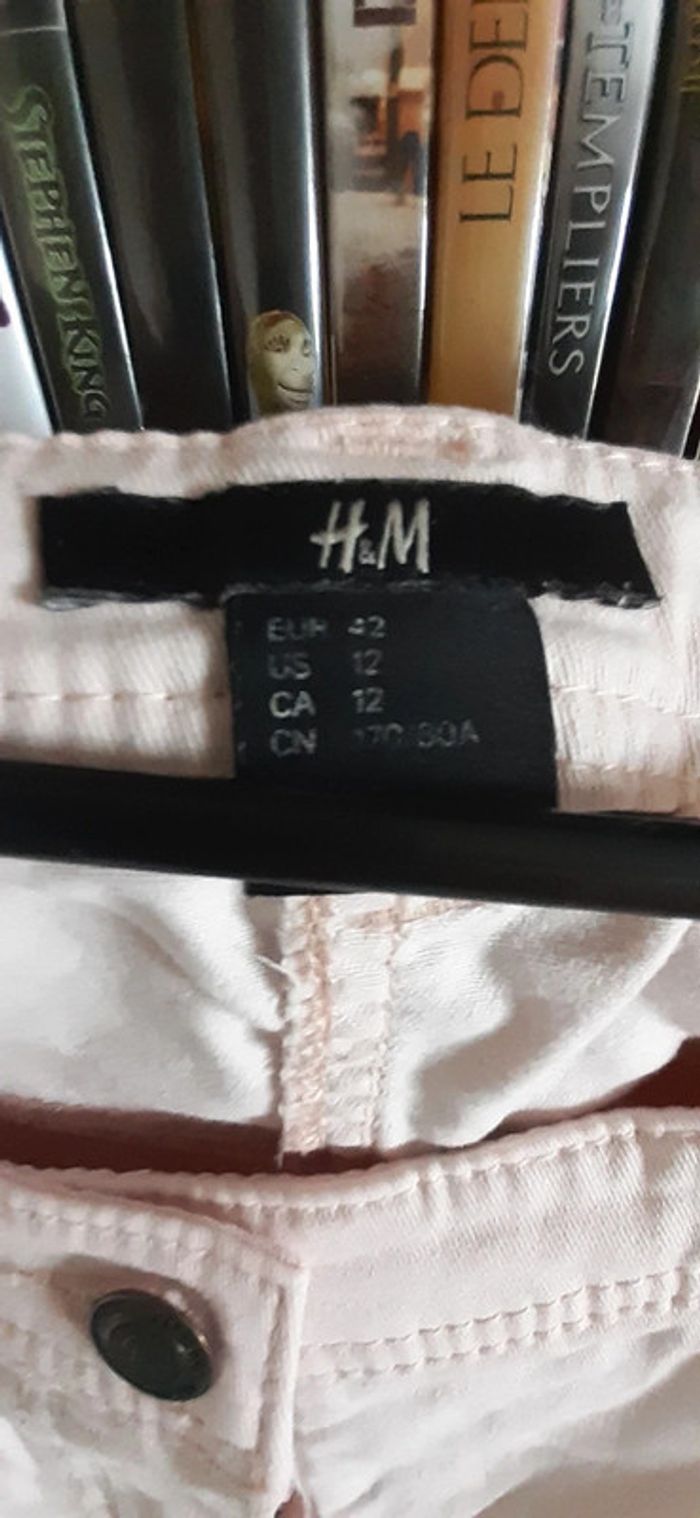 STEPHEN KING
LE DE
TEMPLIERS
H&M
EUR 42
US 12
CA 12
CN 170/80A